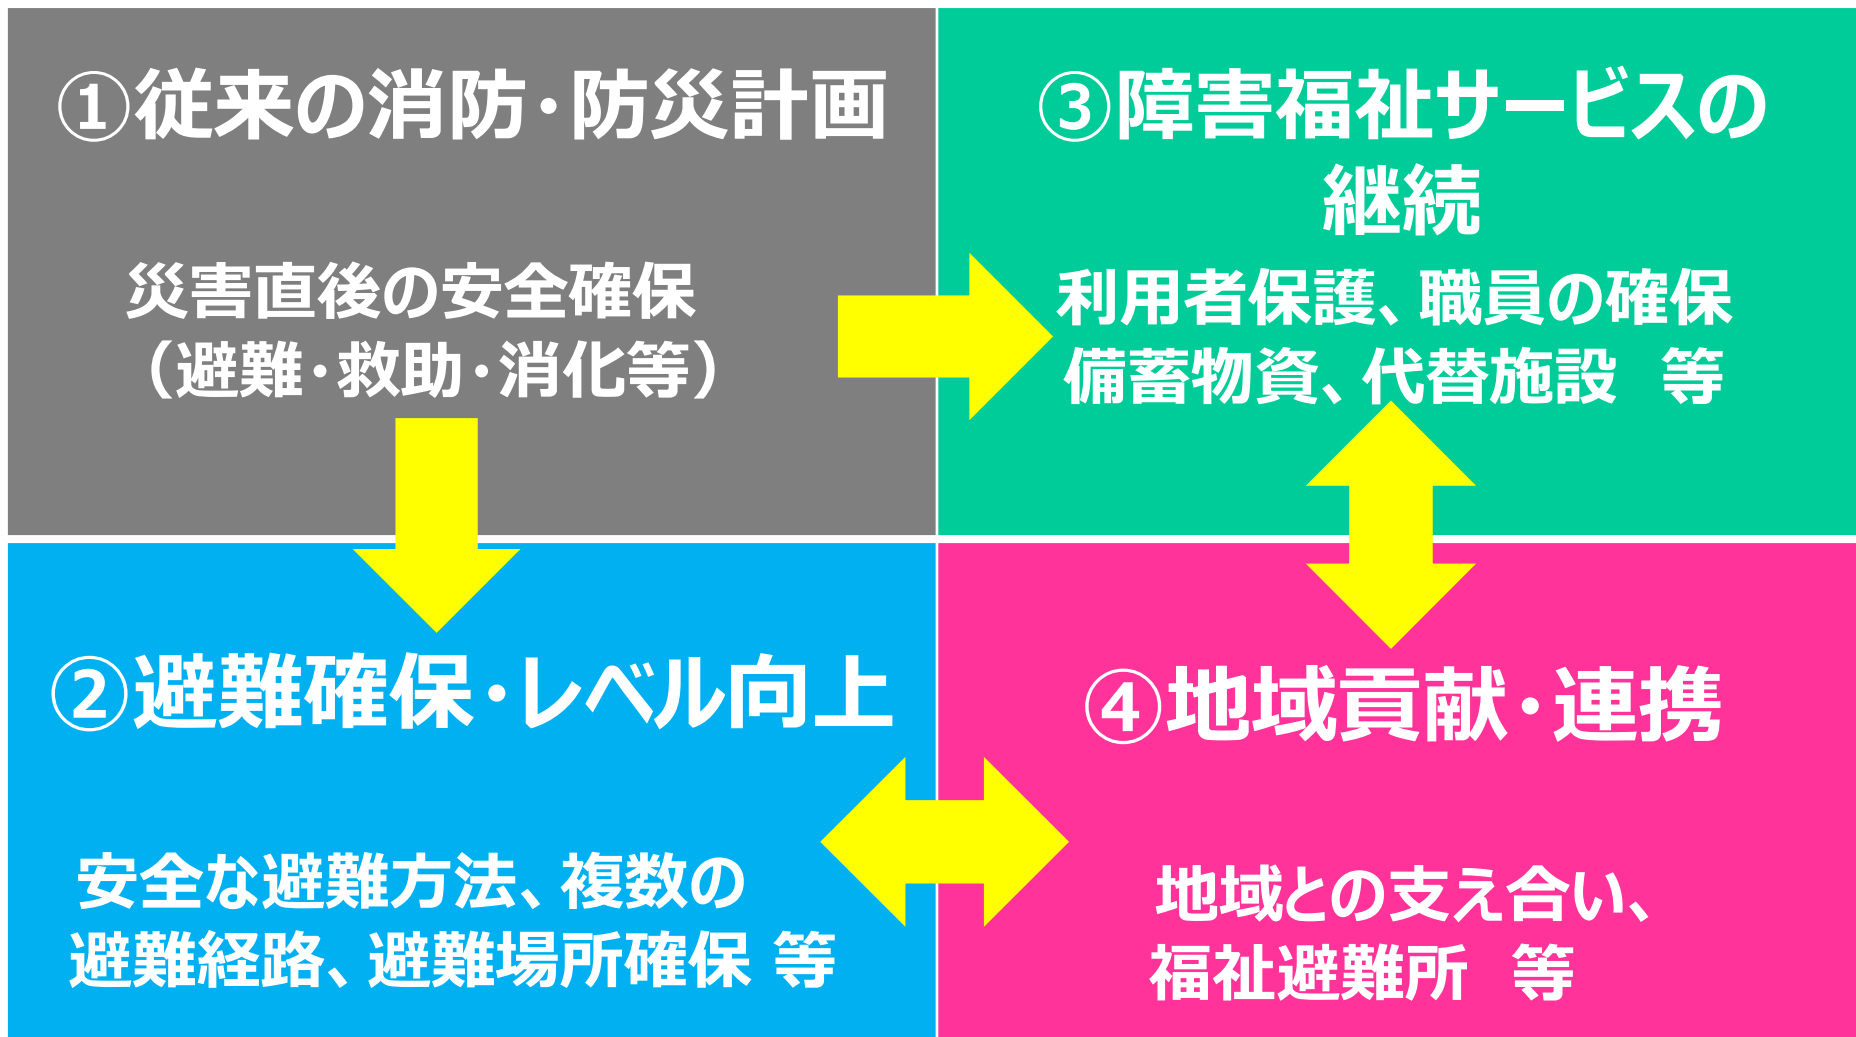 ①従来の消防・防災計画
災害直後の安全確保
（避難・救助・消化等）
③障害福祉サービスの
継続
利用者保護、職員の確保
備蓄物資、代替施設 等
②避難確保・レベル向上
安全な避難方法、複数の
避難経路、避難場所確保 等
④地域貢献・連携
地域との支え合い、
福祉避難所 等